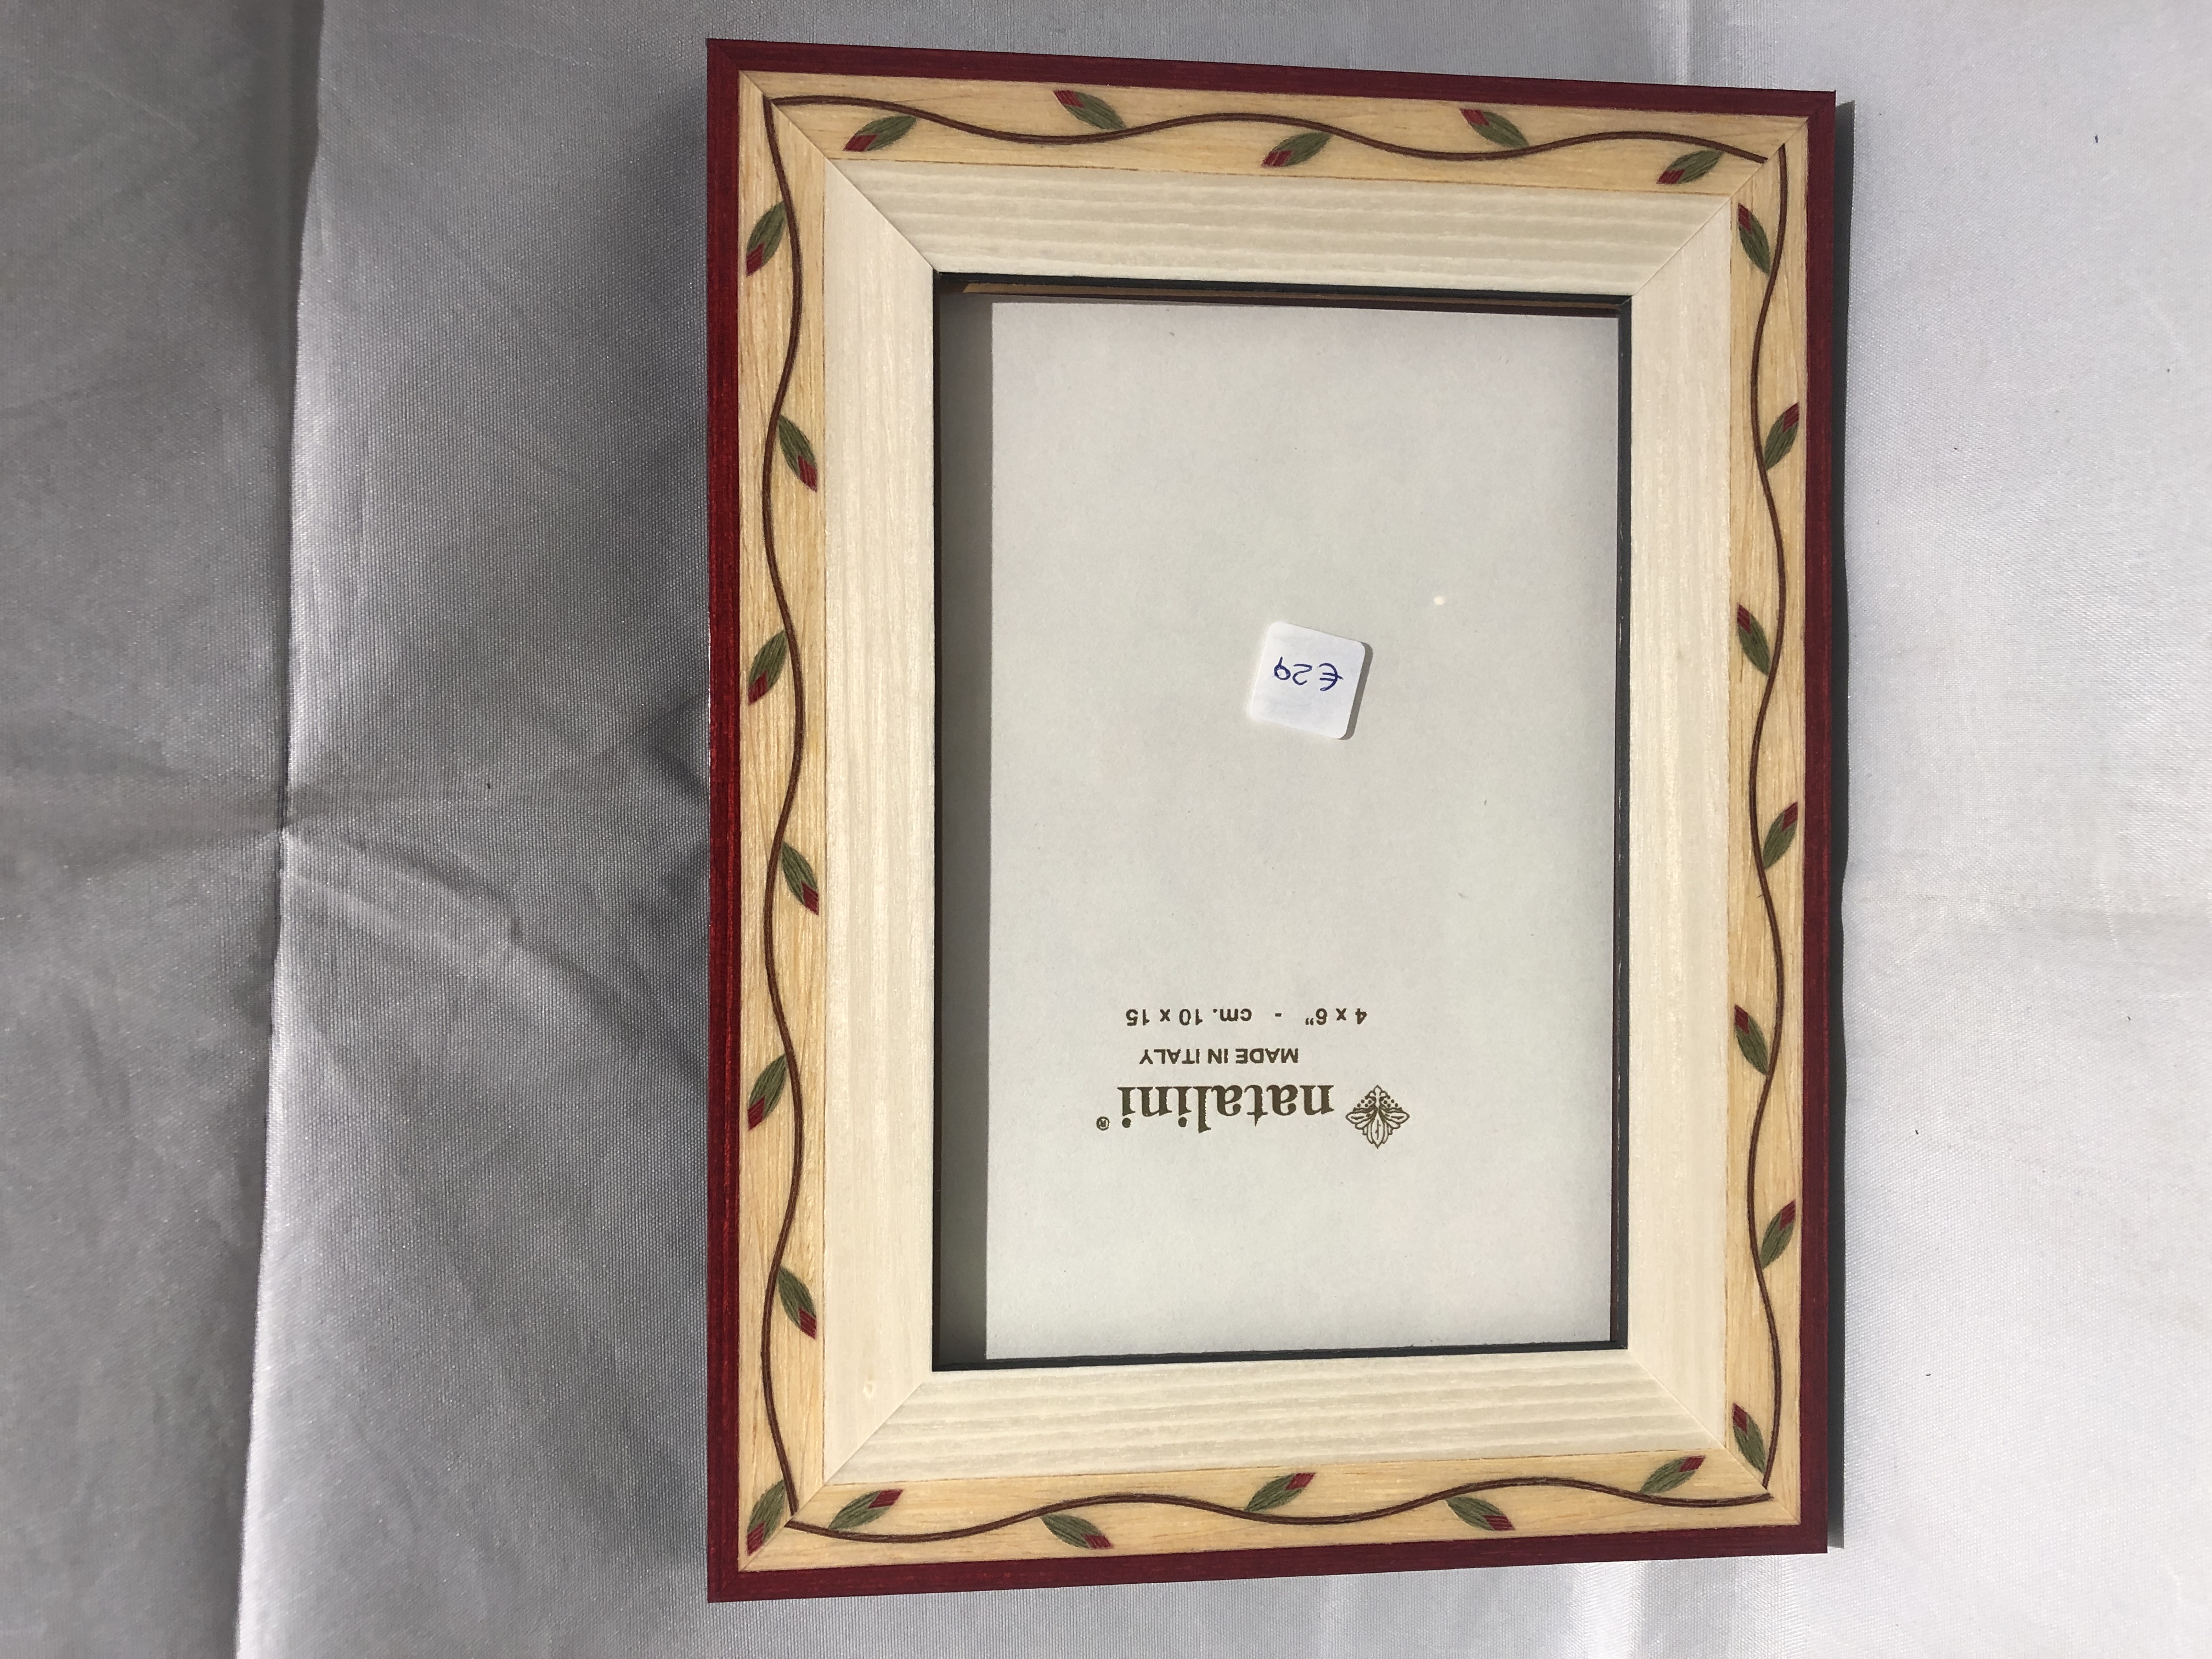 natalini®
MADE IN ITALY
4 x 6” - cm. 10 x 15
€29